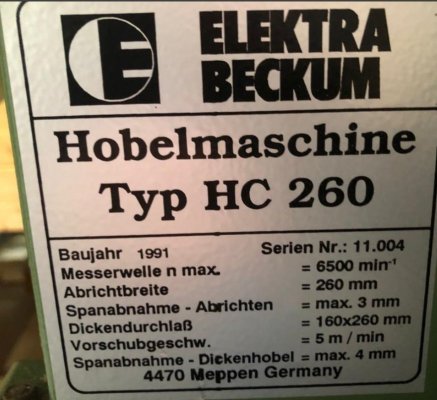 E ELEKTRA
BECKUM
Hobelmaschine
Typ HC 260
Baujahr 1991 Serien Nr.: 11.004
Messerwelle n max. = 6500 min⁻¹
Abrichtbreite = 260 mm
Spanabnahme - Abrichten = max. 3 mm
Dickendurchlaß = 160x260 mm
Vorschubgeschw. = 5 m / min
Spanabnahme - Dickenhobel = max. 4 mm
4470 Meppen Germany